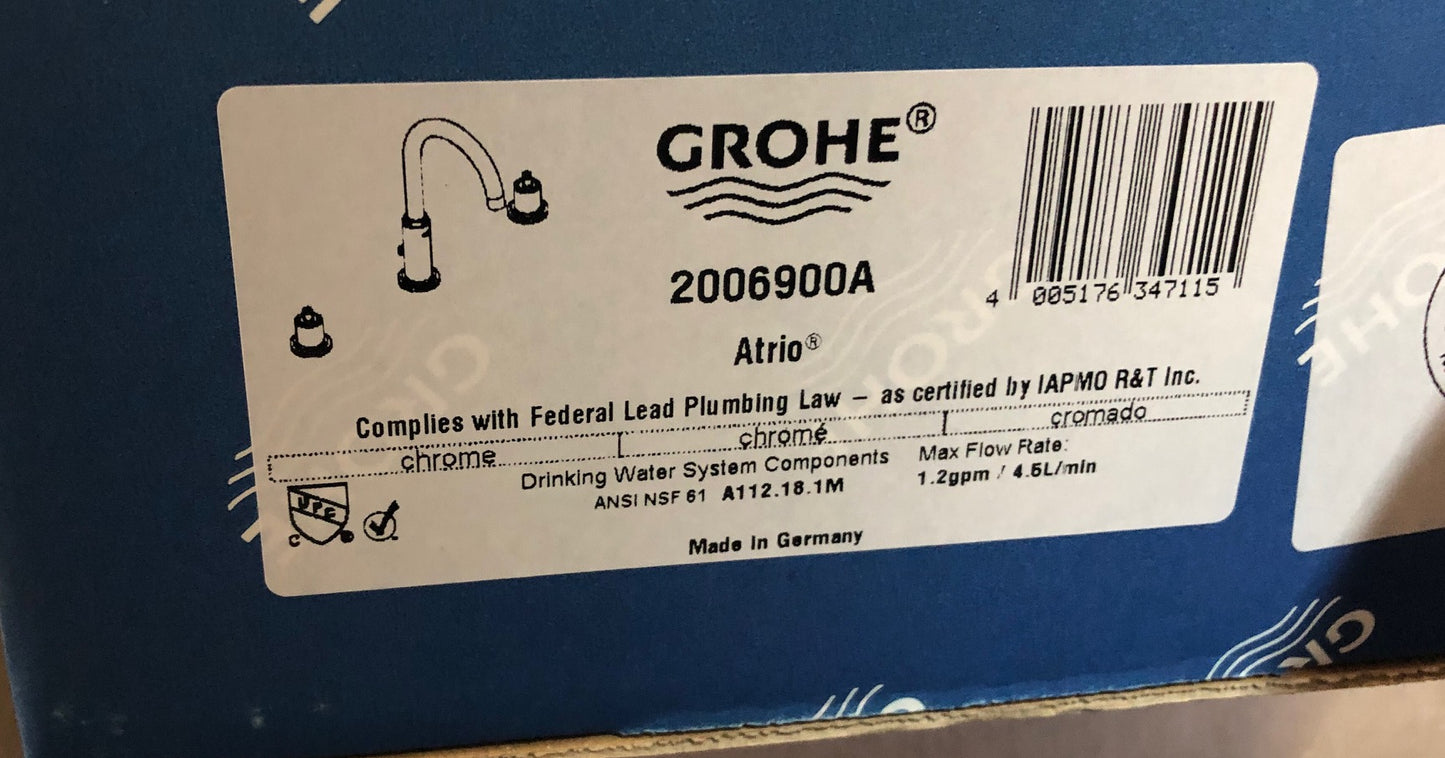 GROHE®
2006900A
4 005176 347115
Atrio®
Complies with Federal Lead Plumbing Law – as certified by IAPMO R&T Inc.
chrome chromé cromado
Drinking Water System Components
ANSI NSF 61 A112.18.1M
Max Flow Rate:
1.2gpm / 4.5L/min
UPC
C
Made In Germany
GROHE